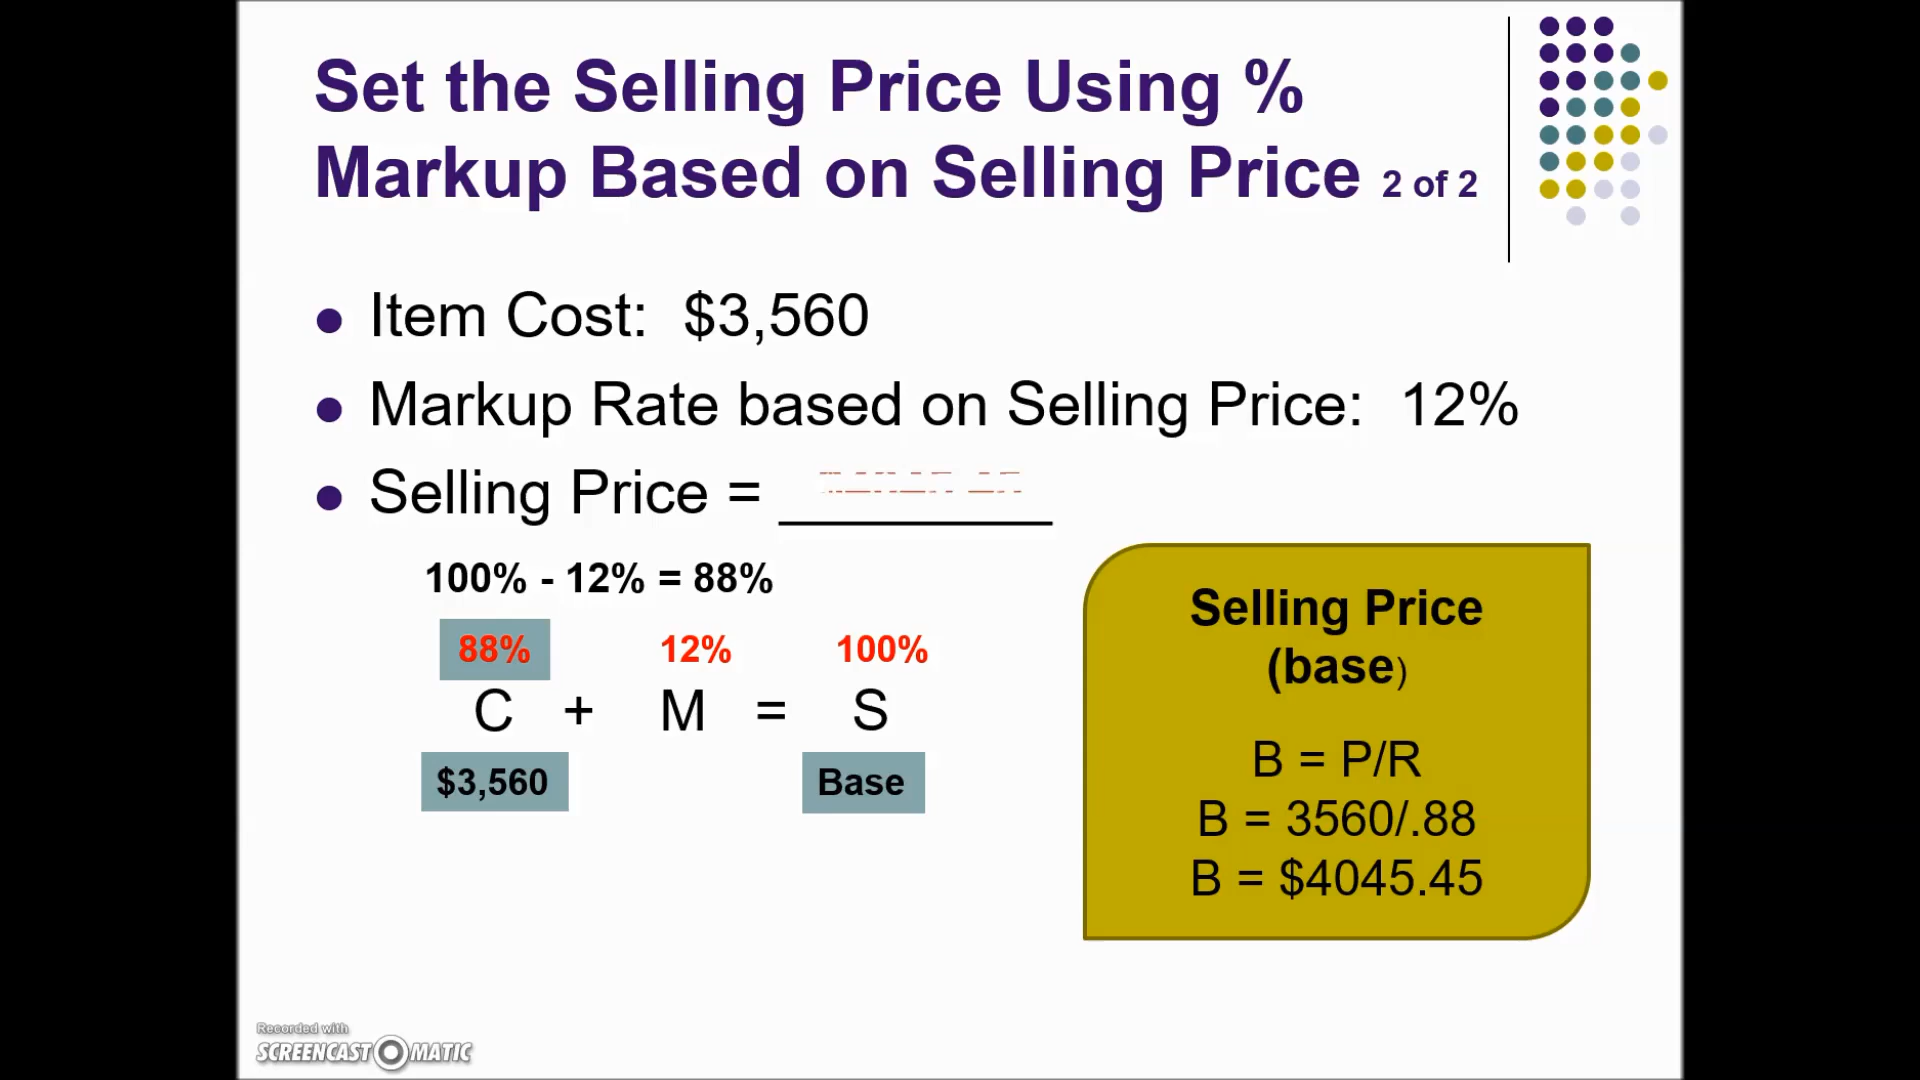 Set the Selling Price Using %
Markup Based on Selling Price 2 of 2
● Item Cost: $3,560
● Markup Rate based on Selling Price: 12%
● Selling Price = __________
100% - 12% = 88%
88% 12% 100%
C + M = S
$3,560 Base
Selling Price
(base)
B = P/R
B = 3560/.88
B = $4045.45
Recorded with
SCREENCAST-O-MATIC